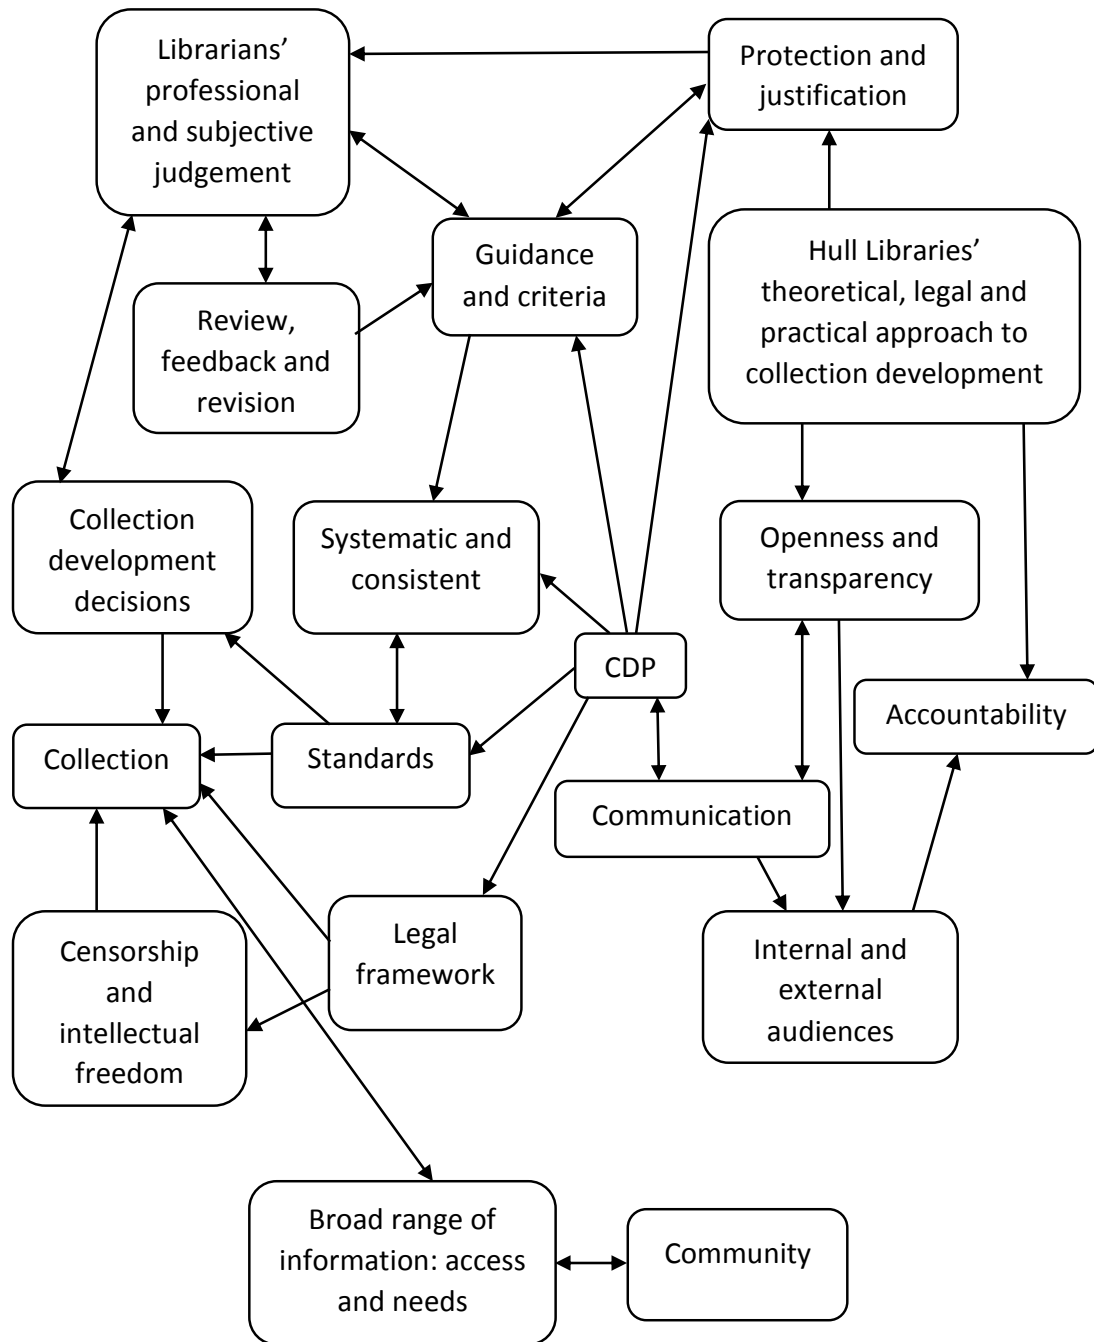 Librarians’
professional
and subjective
judgement
Protection and
justification
Guidance
and criteria
Hull Libraries’
theoretical, legal and
practical approach to
collection development
Review,
feedback and
revision
Collection
development
decisions
Systematic and
consistent
Openness and
transparency
CDP
Accountability
Collection
Standards
Communication
Censorship
and
intellectual
freedom
Legal
framework
Internal and
external
audiences
Broad range of
information: access
and needs
Community